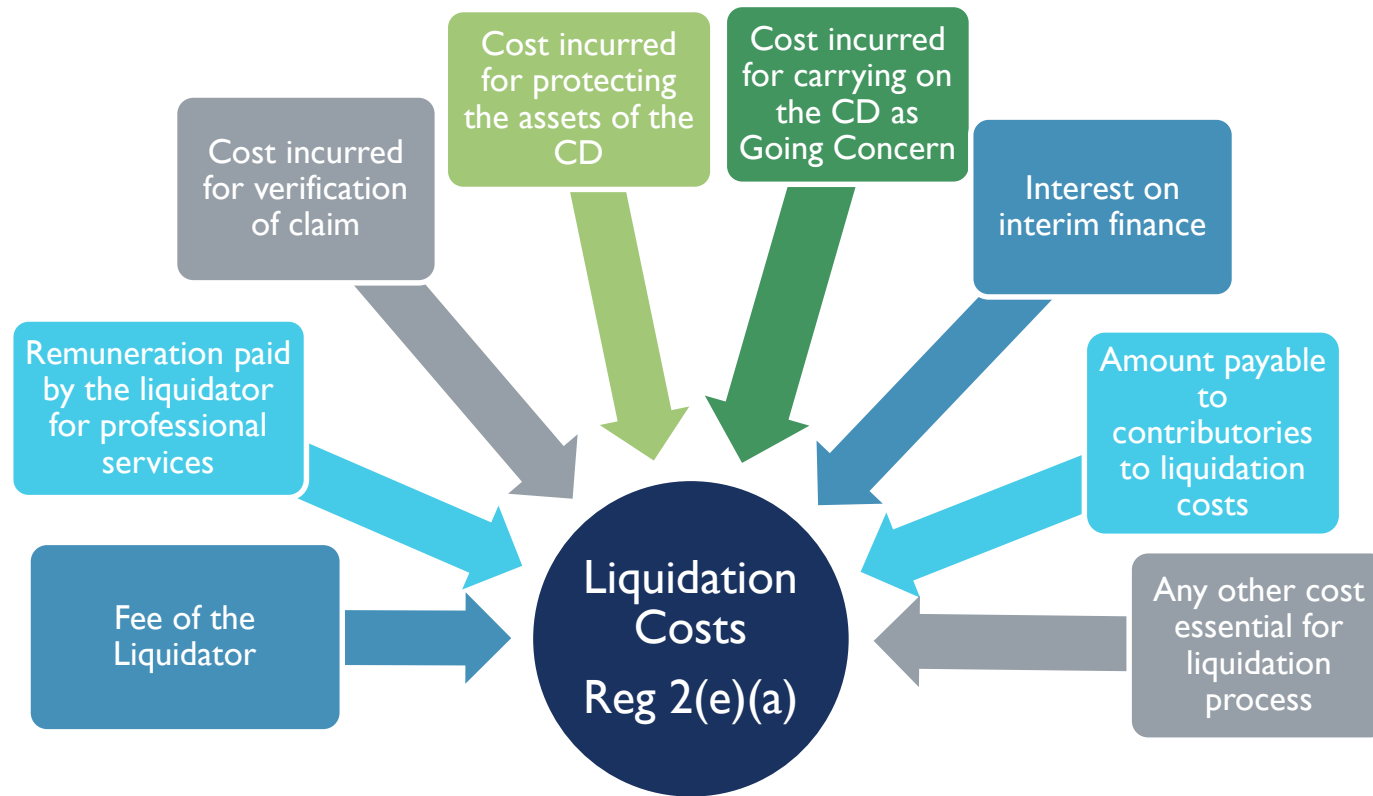 Fee of the
Liquidator
Remuneration paid
by the liquidator
for professional
services
Cost incurred
for verification
of claim
Cost incurred
for protecting
the assets of the
CD
Cost incurred
for carrying on
the CD as
Going Concern
Interest on
interim finance
Amount payable
to
contributories
to liquidation
costs
Any other cost
essential for
liquidation
process
Liquidation
Costs
Reg 2(e)(a)